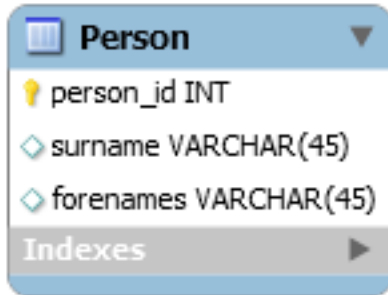 Person
person_id INT
surname VARCHAR(45)
forenames VARCHAR(45)
Indexes